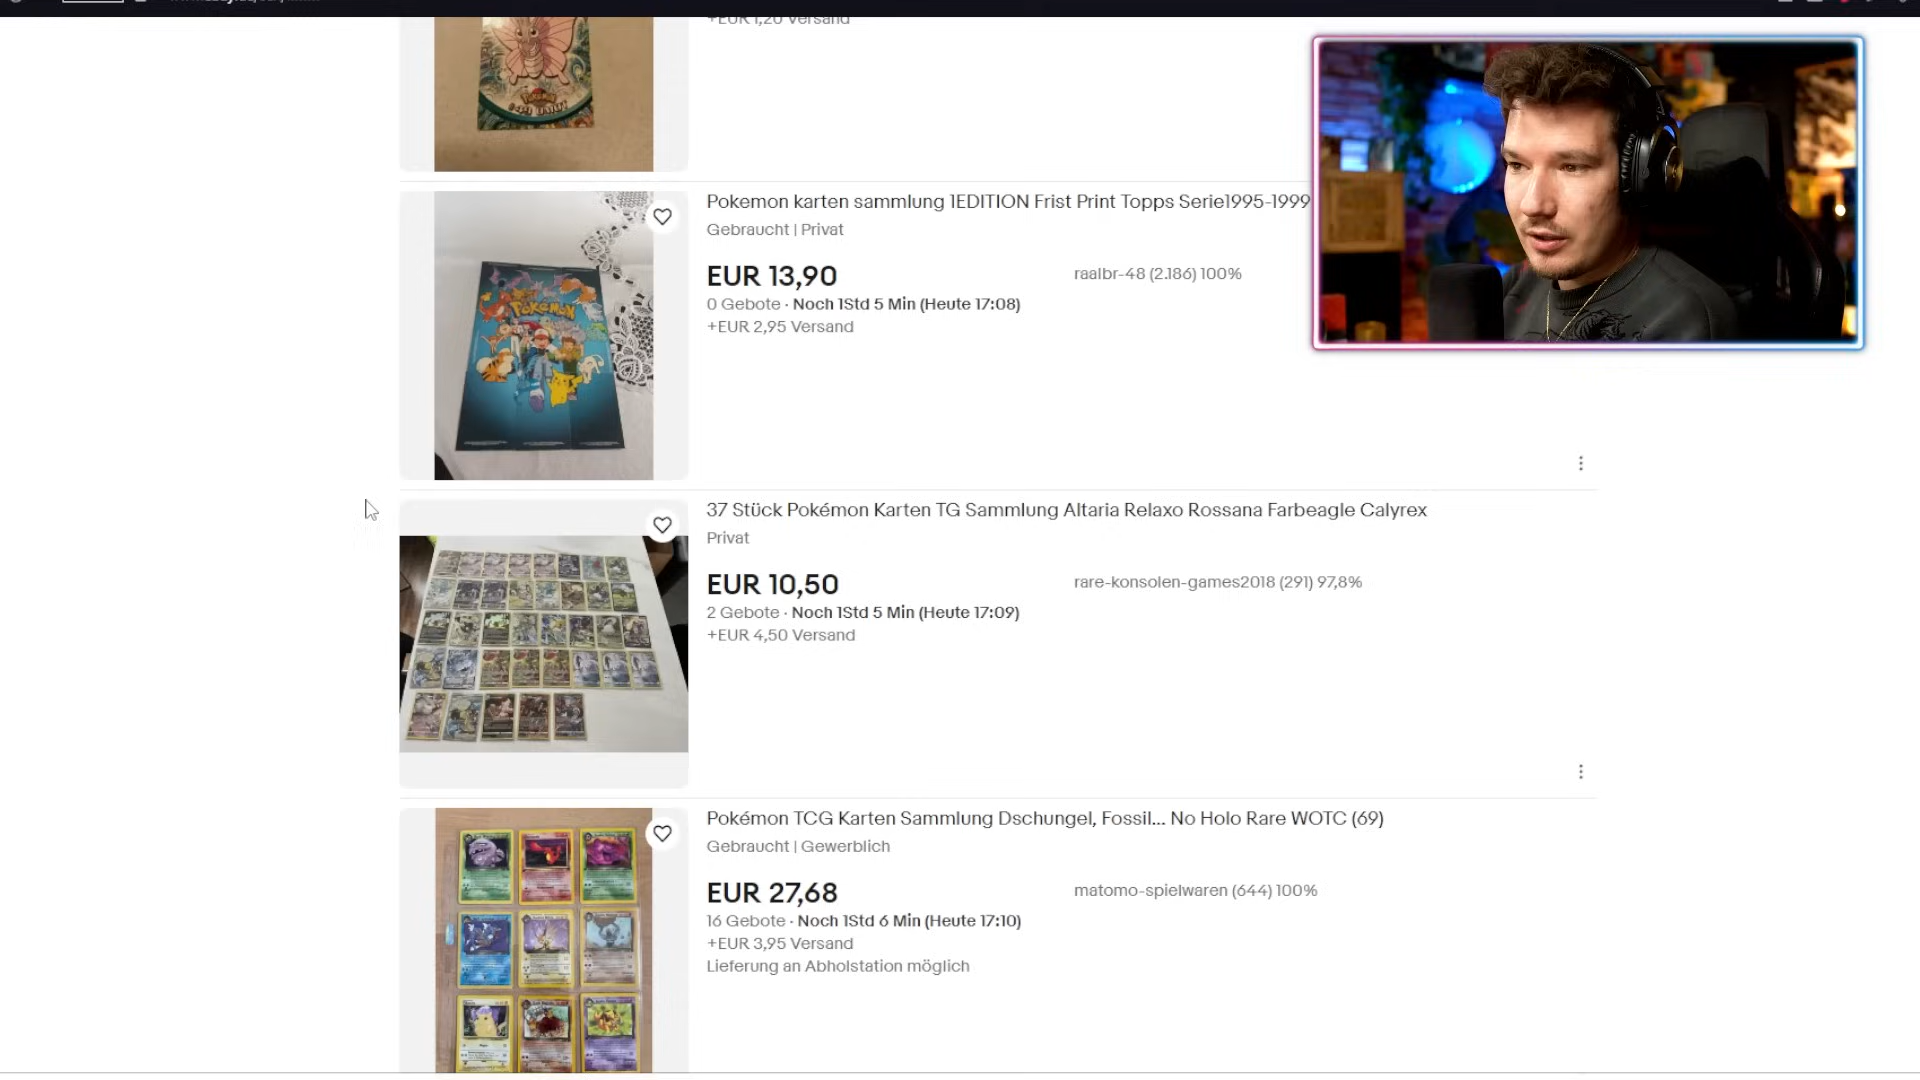 +EUR 1,20 Versand
Pokemon karten sammlung 1EDITION Frist Print Topps Serie1995-1999
Gebraucht | Privat
EUR 13,90
raalbr-48 (2.186) 100%
0 Gebote · Noch 1Std 5 Min (Heute 17:08)
+EUR 2,95 Versand
POKéMON
37 Stück Pokémon Karten TG Sammlung Altaria Relaxo Rossana Farbeagle Calyrex
Privat
EUR 10,50
rare-konsolen-games2018 (291) 97,8%
2 Gebote · Noch 1Std 5 Min (Heute 17:09)
+EUR 4,50 Versand
Pokémon TCG Karten Sammlung Dschungel, Fossil... No Holo Rare WOTC (69)
Gebraucht | Gewerblich
EUR 27,68
matomo-spielwaren (644) 100%
16 Gebote · Noch 1Std 6 Min (Heute 17:10)
+EUR 3,95 Versand
Lieferung an Abholstation möglich